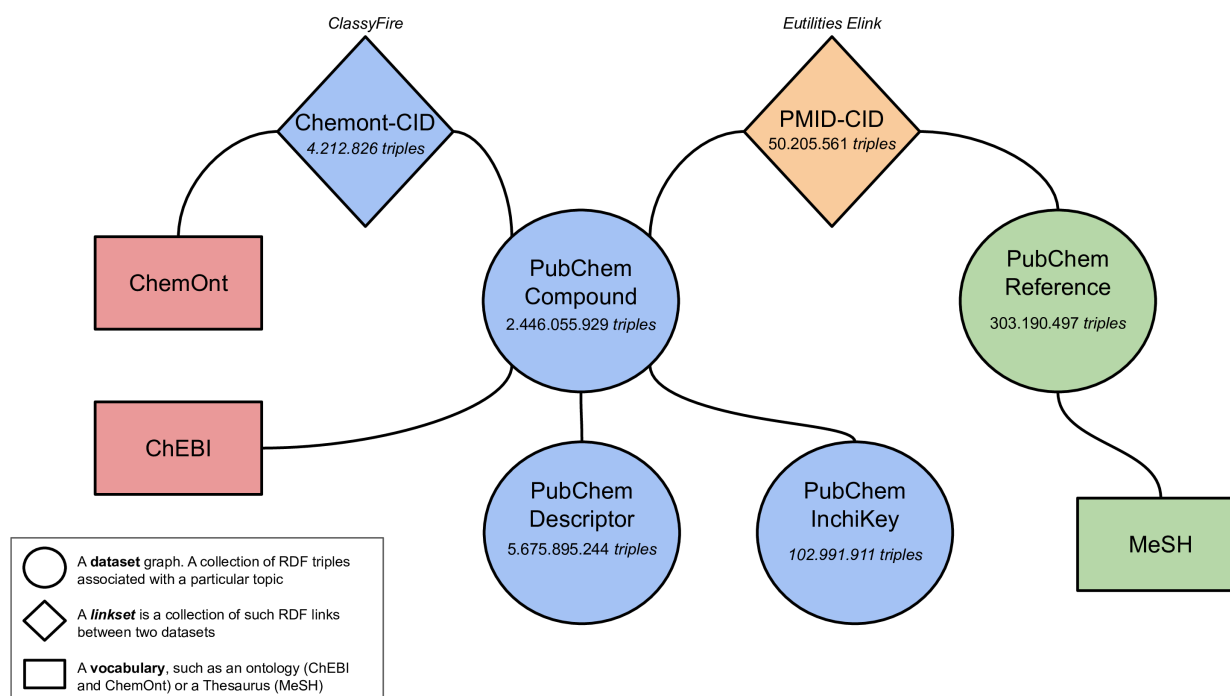 ClassyFire
Eutilities Elink
Chemont-CID
4.212.826 triples
PMID-CID
50.205.561 triples
ChemOnt
PubChem
Compound
2.446.055.929 triples
PubChem
Reference
303.190.497 triples
ChEBI
PubChem
Descriptor
5.675.895.244 triples
PubChem
InchiKey
102.991.911 triples
MeSH
A dataset graph. A collection of RDF triples
associated with a particular topic
A linkset is a collection of such RDF links
between two datasets
A vocabulary, such as an ontology (ChEBI
and ChemOnt) or a Thesaurus (MeSH)